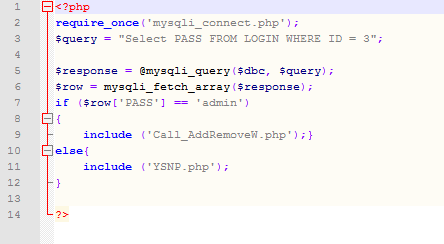 1 <?php
2 require_once('mysqli_connect.php');
3 $query = "Select PASS FROM LOGIN WHERE ID = 3";
4
5 $response = @mysqli_query($dbc, $query);
6 $row = mysqli_fetch_array($response);
7 if ($row['PASS'] == 'admin')
8 {
9 include ('Call_AddRemoveW.php');}
10 else{
11 include ('YSNP.php');
12 }
13
14 ?>